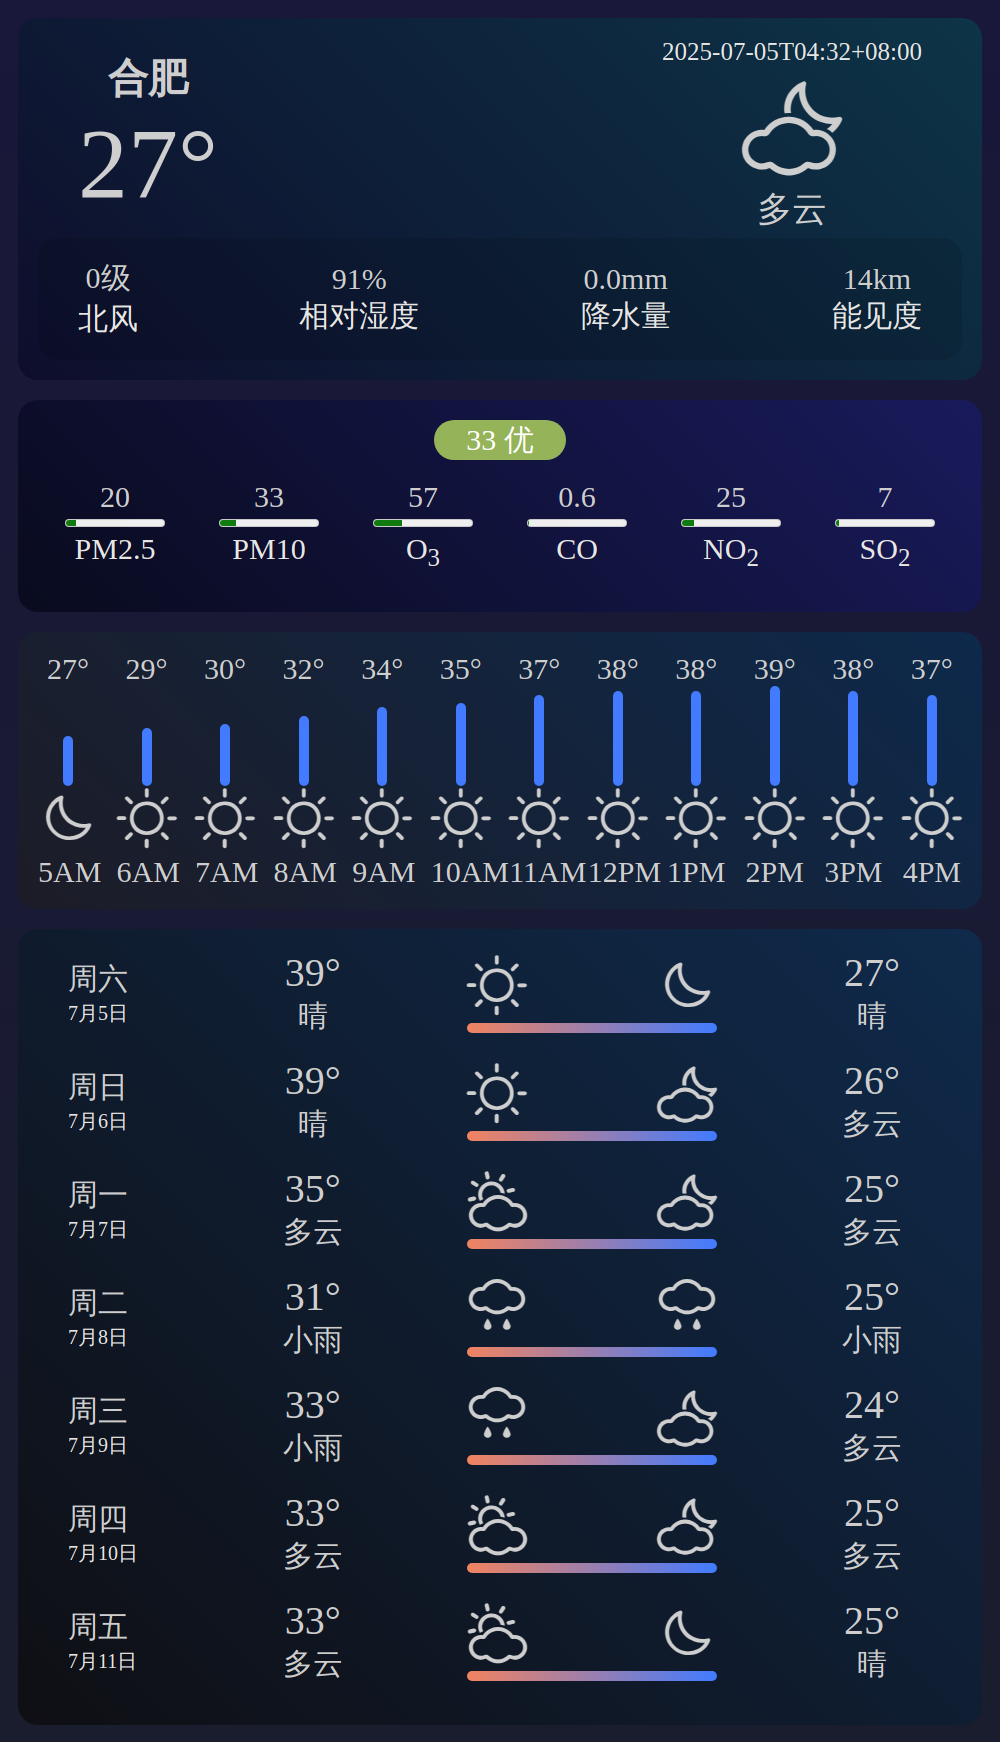 合肥
27°
2025-07-05T04:32+08:00
多云
0级 91% 0.0mm 14km
北风 相对湿度 降水量 能见度
33 优
20 33 57 0.6 25 7
PM2.5 PM10 O3 CO NO2 SO2
27° 29° 30° 32° 34° 35° 37° 38° 38° 39° 38° 37°
5AM 6AM 7AM 8AM 9AM 10AM 11AM 12PM 1PM 2PM 3PM 4PM
周六 39° 27°
7月5日 晴 晴
周日 39° 26°
7月6日 晴 多云
周一 35° 25°
7月7日 多云 多云
周二 31° 25°
7月8日 小雨 小雨
周三 33° 24°
7月9日 小雨 多云
周四 33° 25°
7月10日 多云 多云
周五 33° 25°
7月11日 多云 晴